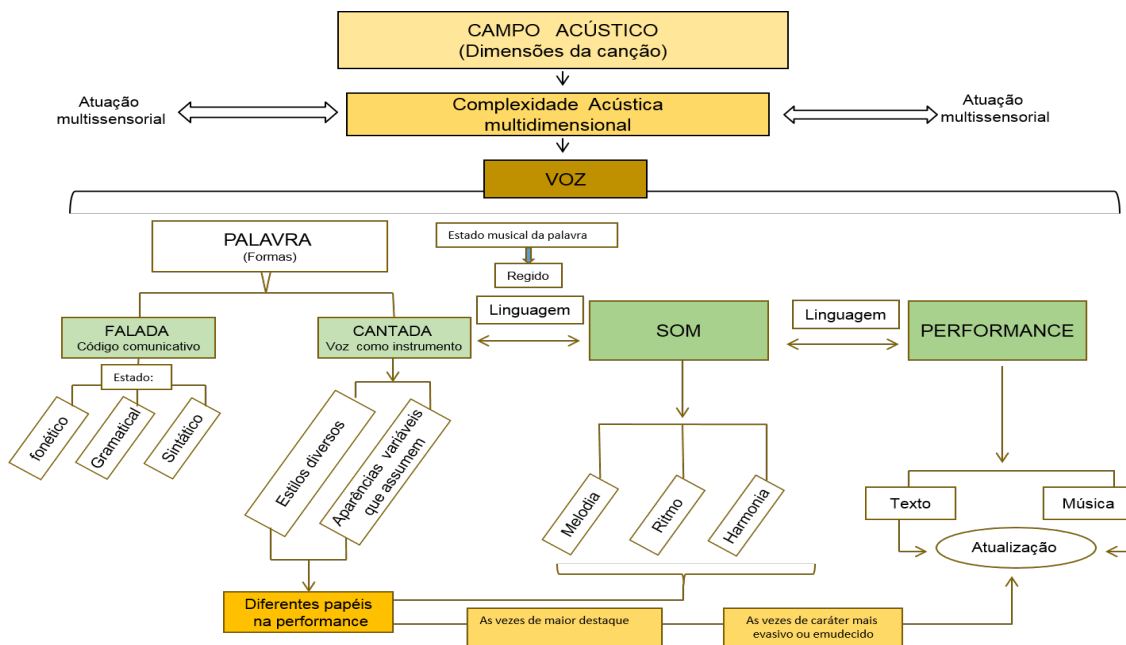 CAMPO ACÚSTICO
(Dimensões da canção)
Atuação
multissensorial
Complexidade Acústica
multidimensional
Atuação
multissensorial
VOZ
PALAVRA
(Formas)
Estado musical da palavra
Regido
FALADA
Código comunicativo
CANTADA
Voz como instrumento
Linguagem
SOM
Linguagem
PERFORMANCE
Estado:
fonético
Gramatical
Sintático
Estilos diversos
Aparências variáveis
que assumem
Melodia
Ritmo
Harmonia
Texto
Música
Atualização
Diferentes papéis
na performance
As vezes de maior destaque
As vezes de caráter mais
evasivo ou emudecido